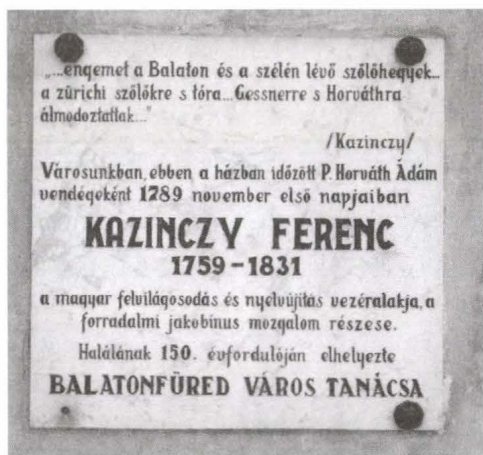 „...engemet a Balaton és a szélén lévő szőlőhegyek...
a zürichi szőlőkre s tóra...Gessnerre s Horváthra
álmodoztattak..."
/Kazinczy/
Városunkban, ebben a házban időzött P. Horváth Ádám
vendégeként 1789 november első napjaiban
KAZINCZY FERENC
1759-1831
a magyar felvilágosodás és nyelvújítás vezéralakja, a
forradalmi jakobinus mozgalom részese.
Halálának 150. évfordulóján elhelyezte
BALATONFÜRED VÁROS TANÁCSA